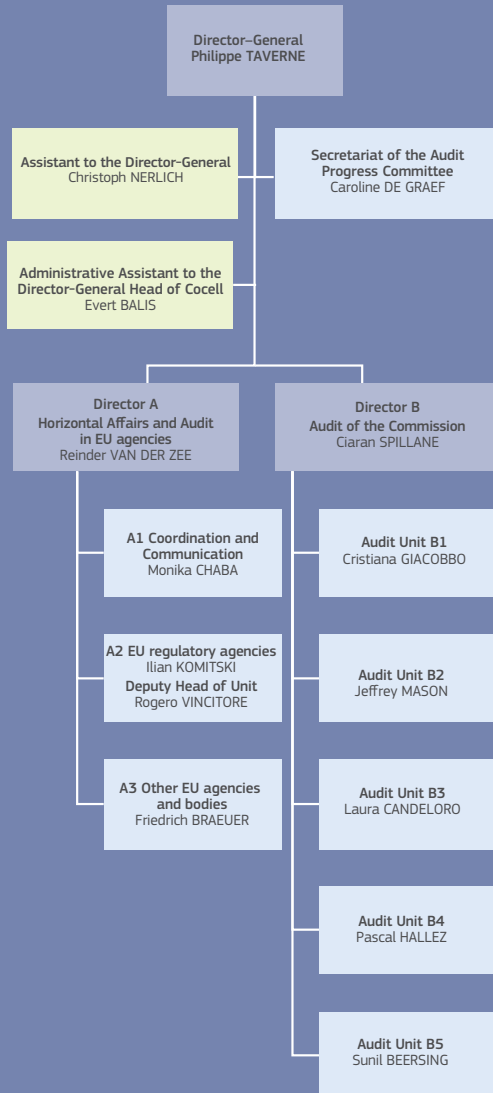 Director–General
Philippe TAVERNE
Assistant to the Director-General
Christoph NERLICH
Secretariat of the Audit
Progress Committee
Caroline DE GRAEF
Administrative Assistant to the
Director-General Head of Cocell
Evert BALIS
Director A
Horizontal Affairs and Audit
in EU agencies
Reinder VAN DER ZEE
Director B
Audit of the Commission
Ciaran SPILLANE
A1 Coordination and
Communication
Monika CHABA
A2 EU regulatory agencies
Ilian KOMITSKI
Deputy Head of Unit
Rogero VINCITORE
A3 Other EU agencies
and bodies
Friedrich BRAEUER
Audit Unit B1
Cristiana GIACOBBO
Audit Unit B2
Jeffrey MASON
Audit Unit B3
Laura CANDELORO
Audit Unit B4
Pascal HALLEZ
Audit Unit B5
Sunil BEERSING